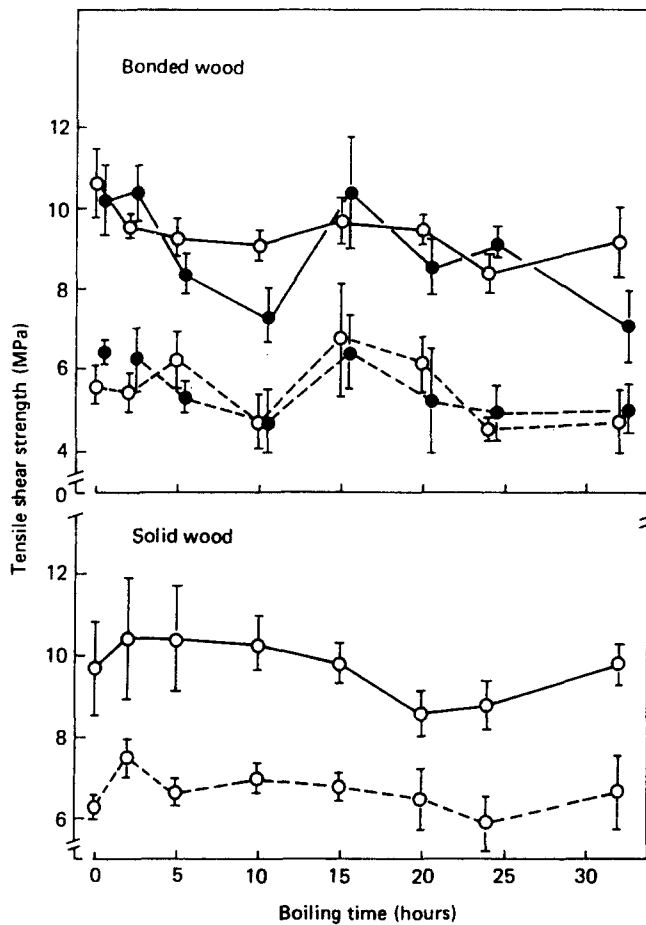 Bonded wood
12
10
8
6
4
0
Tensile shear strength (MPa)
Solid wood
12
10
8
6
0 5 10 15 20 25 30
Boiling time (hours)